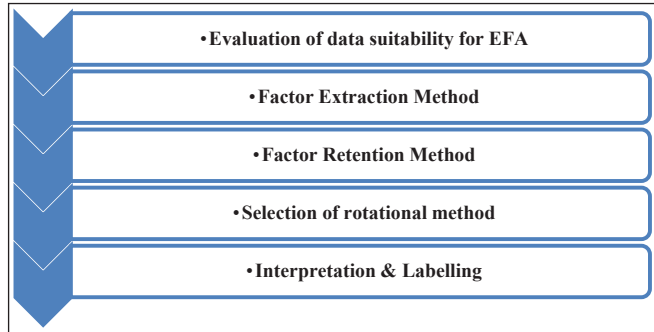 •Evaluation of data suitability for EFA
•Factor Extraction Method
•Factor Retention Method
•Selection of rotational method
•Interpretation & Labelling